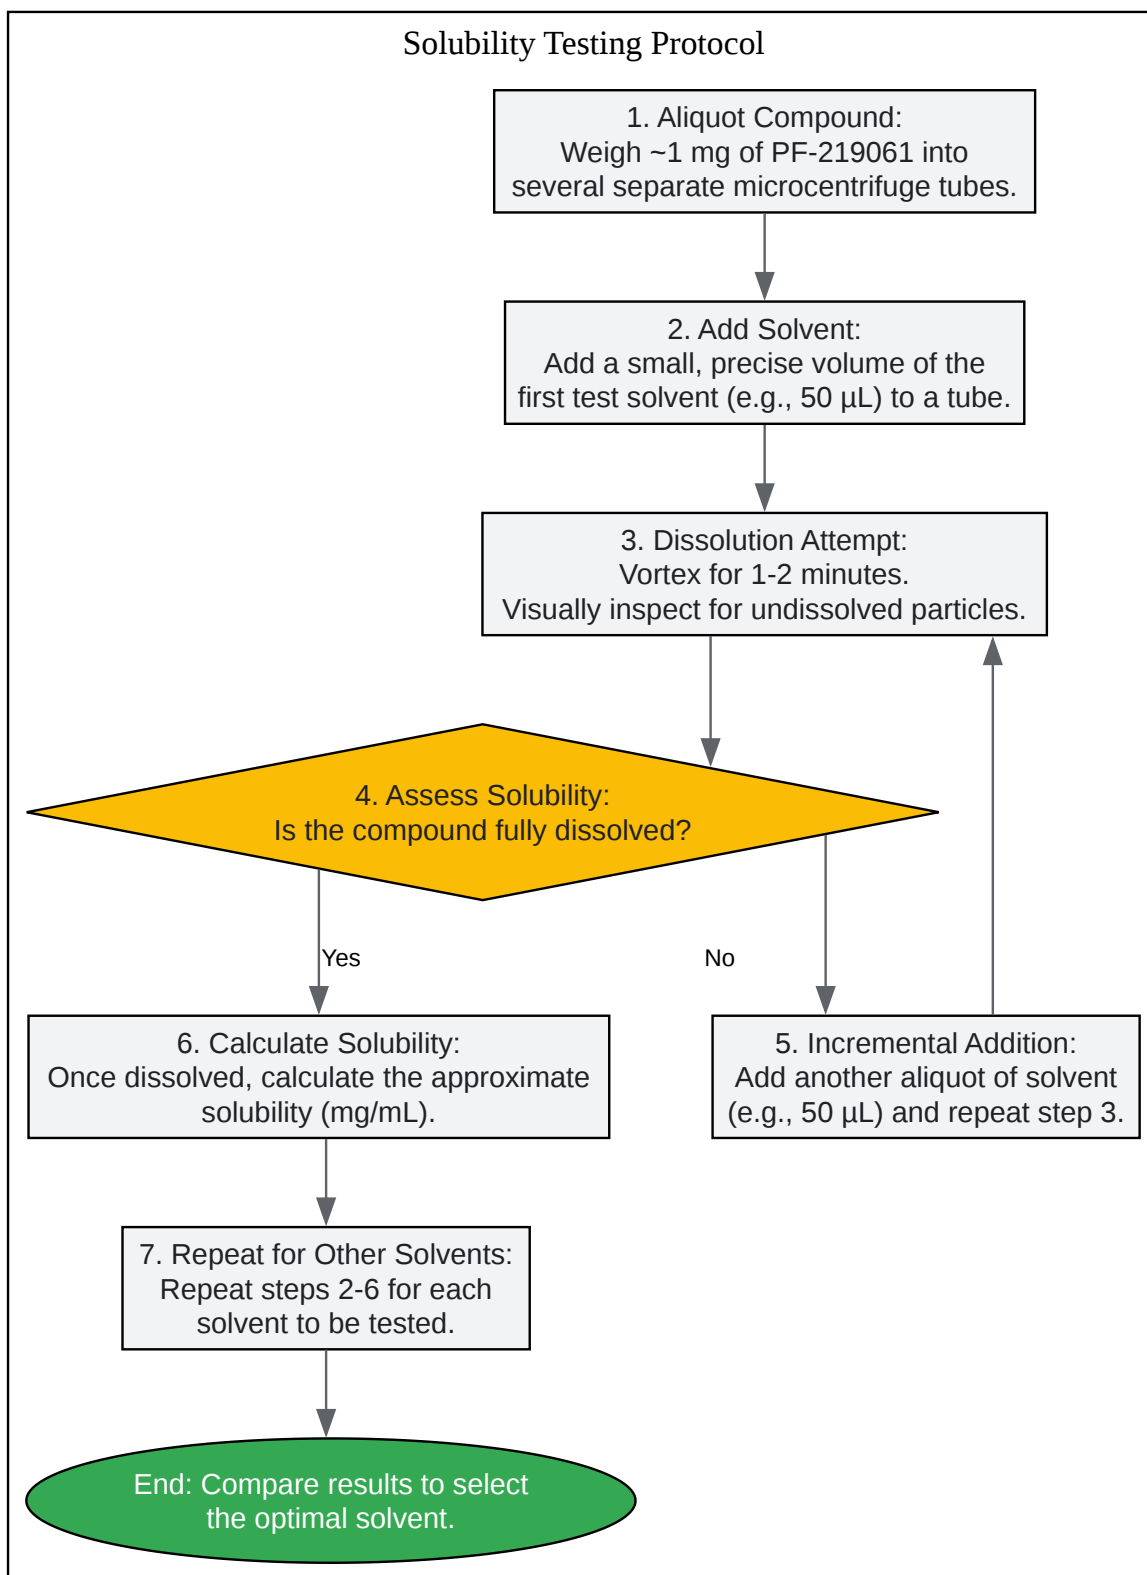 Solubility Testing Protocol
1. Aliquot Compound:
Weigh ~1 mg of PF-219061 into
several separate microcentrifuge tubes.
2. Add Solvent:
Add a small, precise volume of the
first test solvent (e.g., 50 µL) to a tube.
3. Dissolution Attempt:
Vortex for 1-2 minutes.
Visually inspect for undissolved particles.
4. Assess Solubility:
Is the compound fully dissolved?
Yes
No
6. Calculate Solubility:
Once dissolved, calculate the approximate
solubility (mg/mL).
5. Incremental Addition:
Add another aliquot of solvent
(e.g., 50 µL) and repeat step 3.
7. Repeat for Other Solvents:
Repeat steps 2-6 for each
solvent to be tested.
End: Compare results to select
the optimal solvent.